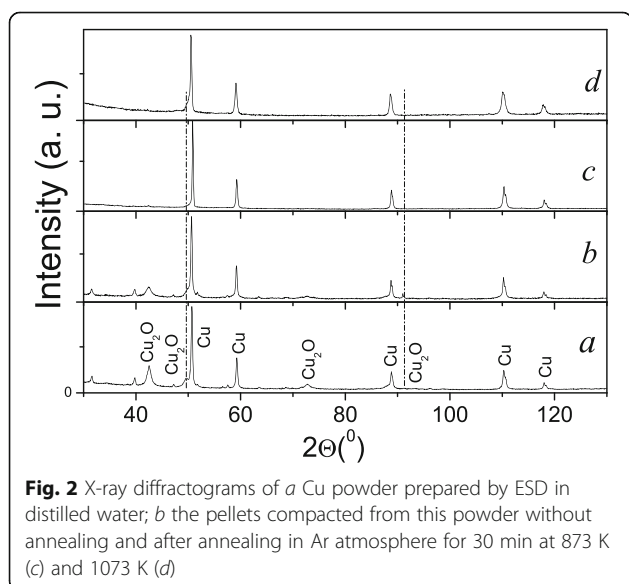 Intensity (a. u.)
d
c
b
a
Cu₂O
Cu₂O
Cu
Cu
Cu₂O
Cu
Cu₂O
Cu
Cu
0
40
60
80
100
120
2Θ(⁰)
Fig. 2 X-ray diffractograms of a Cu powder prepared by ESD in
distilled water; b the pellets compacted from this powder without
annealing and after annealing in Ar atmosphere for 30 min at 873 K
(c) and 1073 K (d)